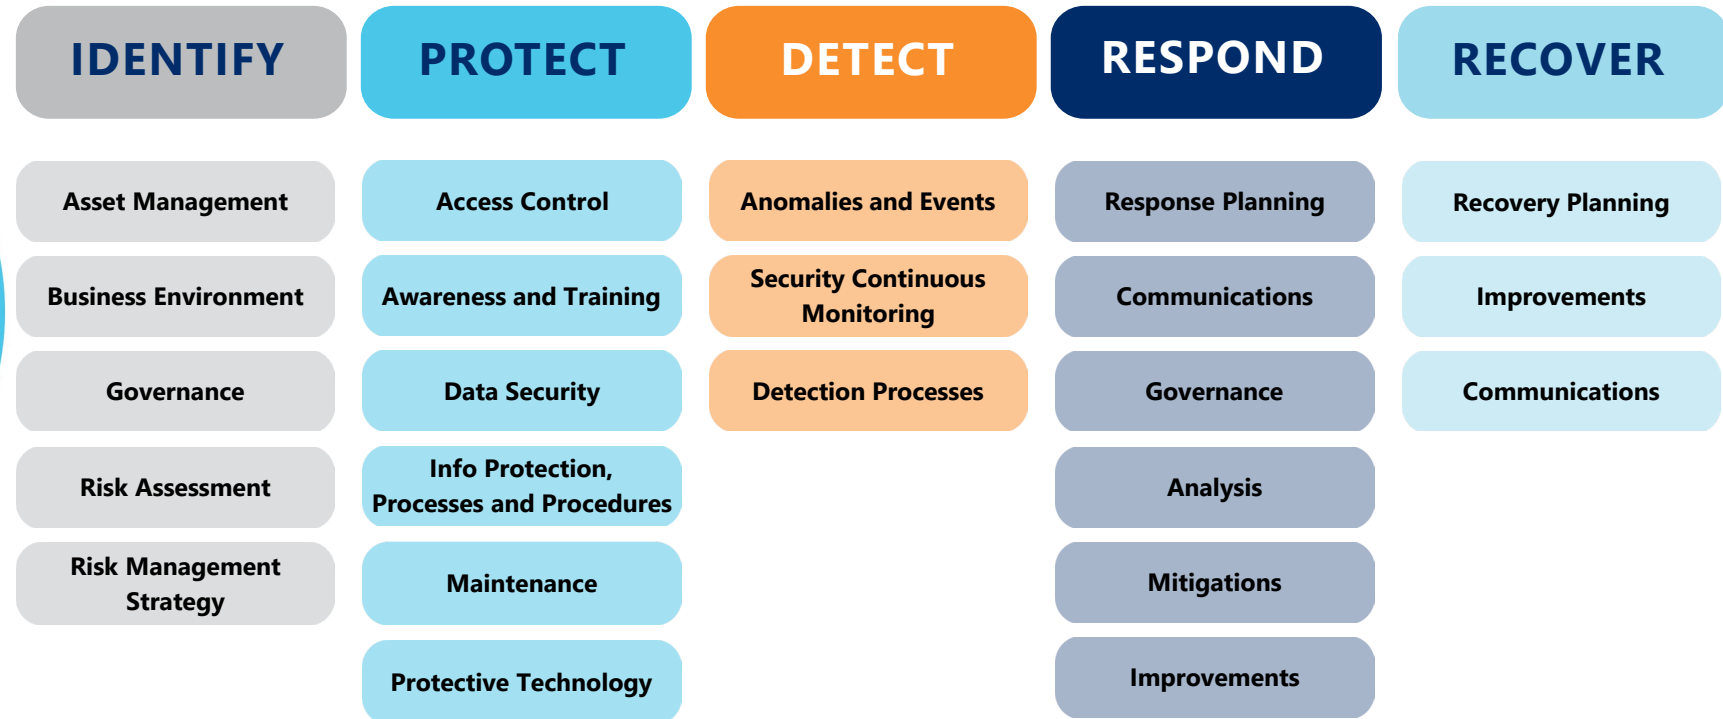 IDENTIFY
Asset Management
Business Environment
Governance
Risk Assessment
Risk Management
Strategy
PROTECT
Access Control
Awareness and Training
Data Security
Info Protection,
Processes and Procedures
Maintenance
Protective Technology
DETECT
Anomalies and Events
Security Continuous
Monitoring
Detection Processes
RESPOND
Response Planning
Communications
Governance
Analysis
Mitigations
Improvements
RECOVER
Recovery Planning
Improvements
Communications